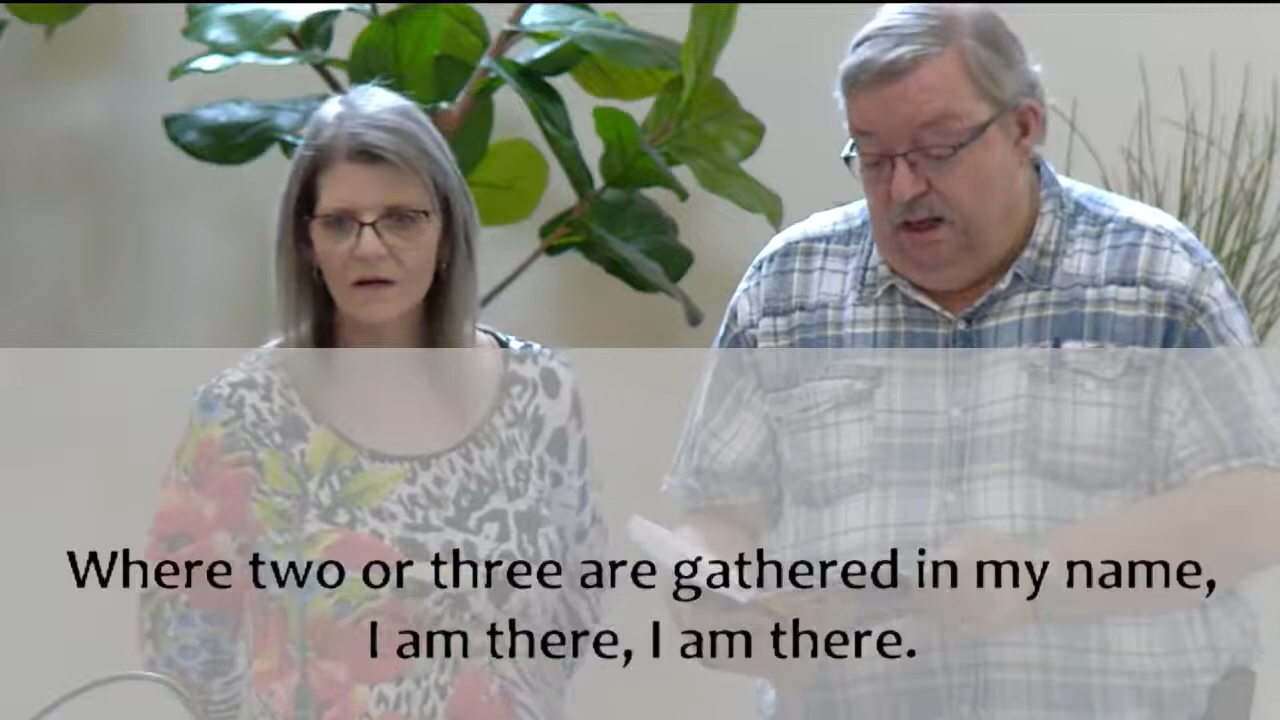 Where two or three are gathered in my name,
I am there, I am there.